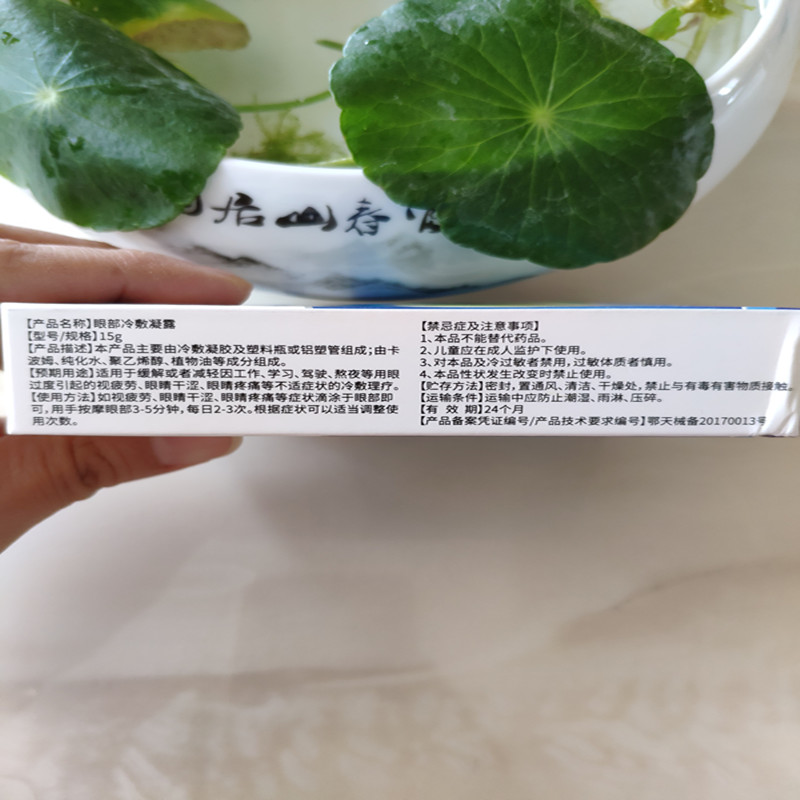 居山春
【产品名称】眼部冷敷凝露
【型号/规格】15g
【产品描述】本产品主要由冷敷凝胶及塑料瓶或铝塑管组成;由卡
波姆、纯化水、聚乙烯醇、植物油等成分组成。
【预期用途】适用于缓解或者减轻因工作、学习、驾驶、熬夜等用眼
过度引起的视疲劳、眼睛干涩、眼睛疼痛等不适症状的冷敷理疗。
【使用方法】如视疲劳、眼睛干涩、眼睛疼痛等症状滴涂于眼部即
可,用手按摩眼部3-5分钟,每日2-3次。根据症状可以适当调整使
用次数。
【禁忌症及注意事项】
1、本品不能替代药品。
2、儿童应在成人监护下使用。
3、对本品及冷过敏者禁用,过敏体质者慎用。
4、本品性状发生改变时禁止使用。
【贮存方法】密封,置通风、清洁、干燥处,禁止与有毒有害物质接触。
【运输条件】运输中应防止潮湿、雨淋、压碎。
【有 效 期】24个月
【产品备案凭证编号/产品技术要求编号】鄂天械备20170013号